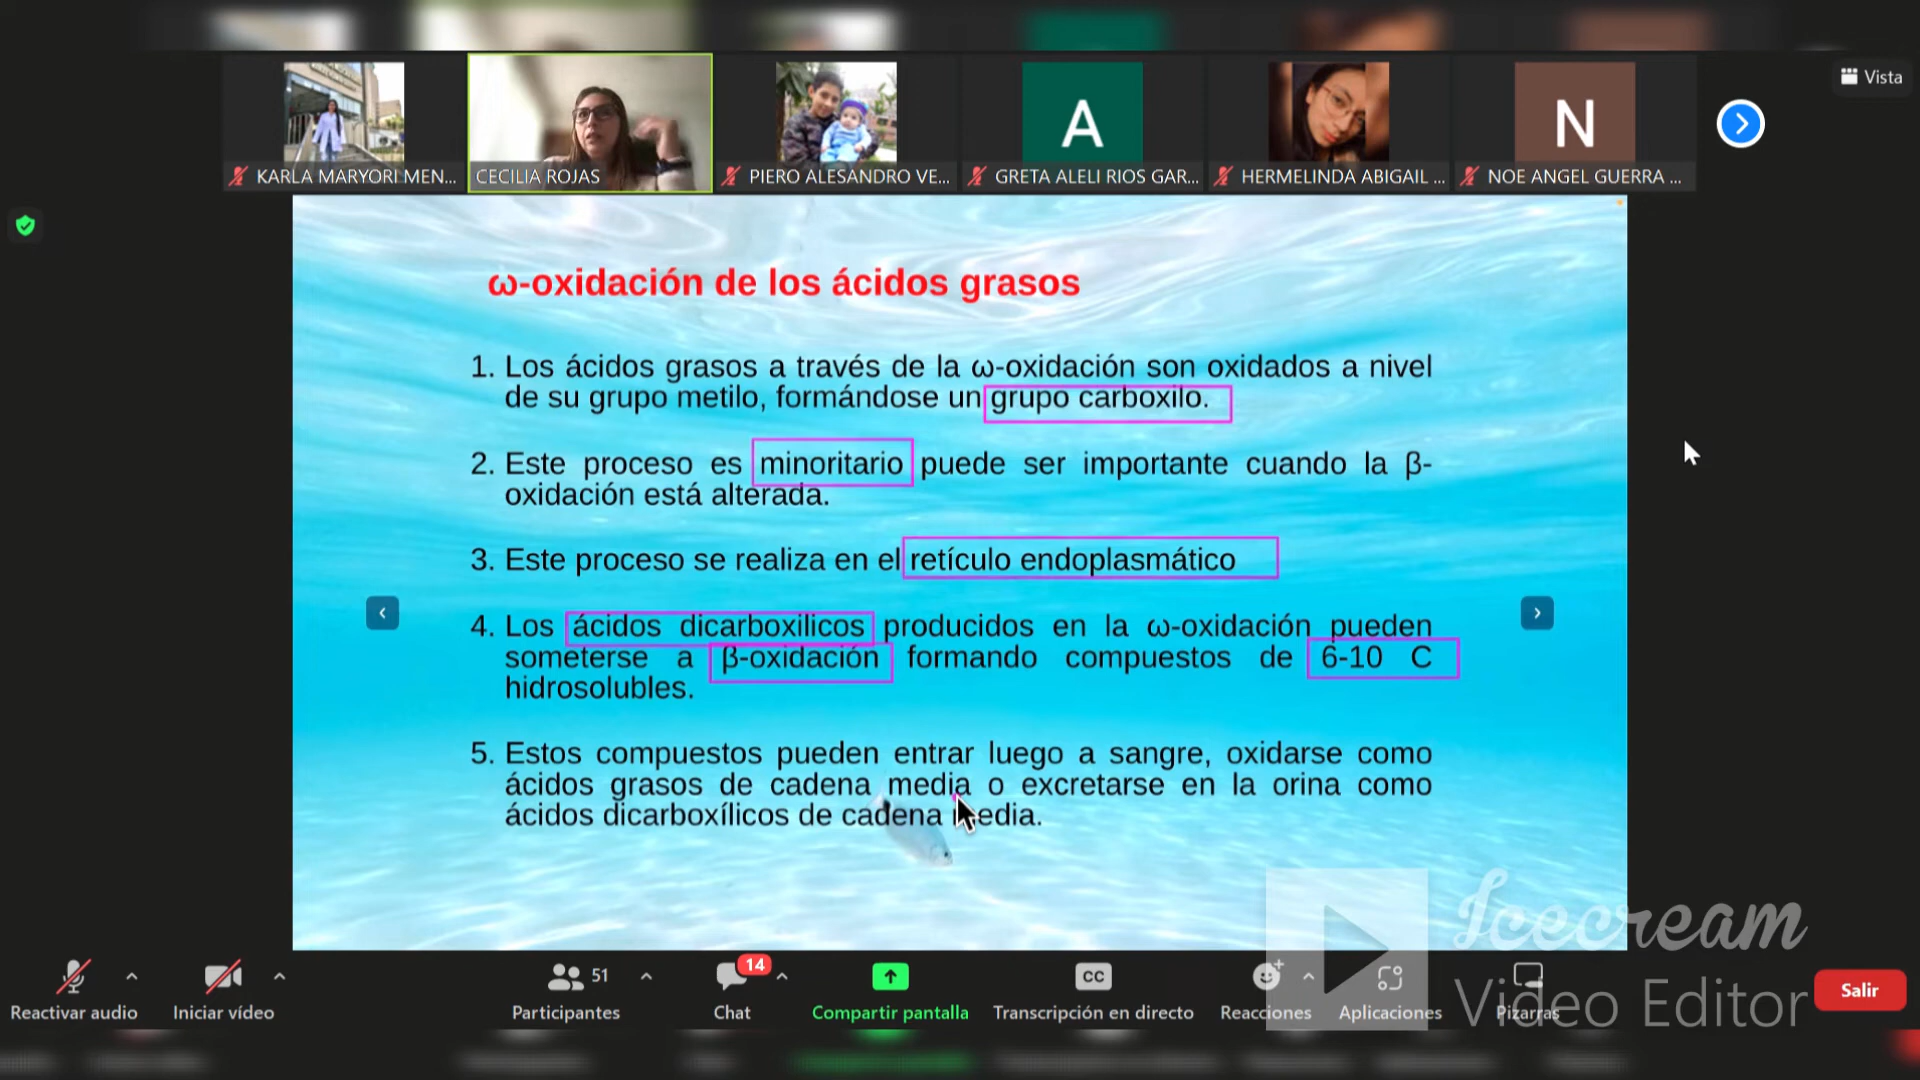 Vista
KARLA MARYORI MEN...
CECILIA ROJAS
PIERO ALESANDRO VE...
A
GRETA ALELI RIOS GAR...
HERMELINDA ABIGAIL ...
N
NOE ANGEL GUERRA ...
ω-oxidación de los ácidos grasos
1. Los ácidos grasos a través de la ω-oxidación son oxidados a nivel
de su grupo metilo, formándose un grupo carboxilo.
2. Este proceso es minoritario puede ser importante cuando la β-
oxidación está alterada.
3. Este proceso se realiza en el retículo endoplasmático
4. Los ácidos dicarboxilicos producidos en la ω-oxidación pueden
someterse a β-oxidación formando compuestos de 6-10 C
hidrosolubles.
5. Estos compuestos pueden entrar luego a sangre, oxidarse como
ácidos grasos de cadena media o excretarse en la orina como
ácidos dicarboxílicos de cadena media.
Icecream
Video Editor
51
14
CC
Reactivar audio
Iniciar vídeo
Participantes
Chat
Compartir pantalla
Transcripción en directo
Reacciones
Aplicaciones
Pizarras
Salir